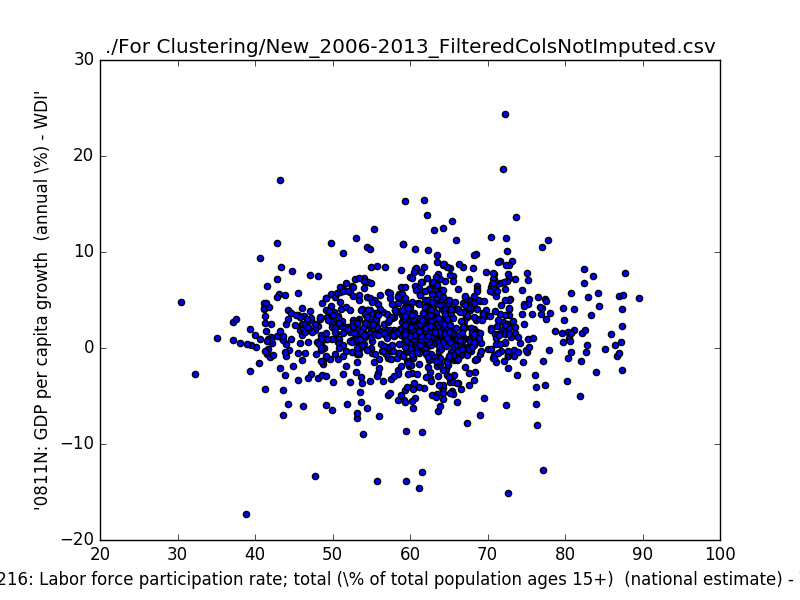 ./For Clustering/New_2006-2013_FilteredColsNotImputed.csv
30
20
10
0
−10
−20
'0811N: GDP per capita growth  (annual \%) - WDI'
20 30 40 50 60 70 80 90 100
216: Labor force participation rate; total (\% of total population ages 15+)  (national estimate) -